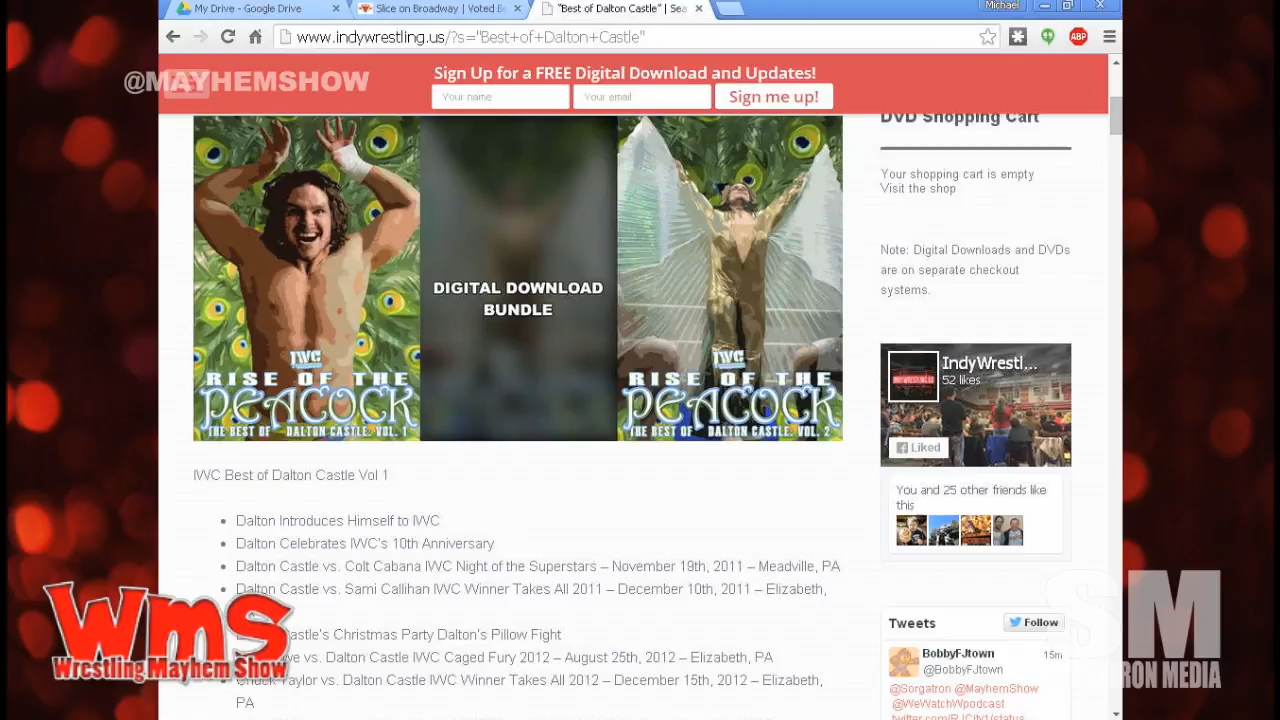 My Drive - Google Drive
Slice on Broadway | Voted Be
"Best of Dalton Castle" | Sea
Michael
www.indywrestling.us/?s="Best+of+Dalton+Castle"
ABP
@MAYHEMSHOW
Sign Up for a FREE Digital Download and Updates!
Your name
Your email
Sign me up!
DIGITAL DOWNLOAD
BUNDLE
IWC
RISE OF THE
PEACOCK
THE BEST OF DALTON CASTLE: VOL. 1
IWC
RISE OF THE
PEACOCK
THE BEST OF DALTON CASTLE: VOL. 2
IWC Best of Dalton Castle Vol 1
Dalton Introduces Himself to IWC
Dalton Celebrates IWC's 10th Anniversary
Dalton Castle vs. Colt Cabana IWC Night of the Superstars – November 19th, 2011 – Meadville, PA
Dalton Castle vs. Sami Callihan IWC Winner Takes All 2011 – December 10th, 2011 – Elizabeth,
Castle's Christmas Party Dalton's Pillow Fight
vs. Dalton Castle IWC Caged Fury 2012 – August 25th, 2012 – Elizabeth, PA
Chuck Taylor vs. Dalton Castle IWC Winner Takes All 2012 – December 15th, 2012 – Elizabeth,
PA
DVD Shopping Cart
Your shopping cart is empty
Visit the shop
Note: Digital Downloads and DVDs
are on separate checkout
systems.
IndyWrestl...
52 likes
Liked
You and 25 other friends like
this
Tweets
Follow
BobbyFJtown
15m
@BobbyFJtown
@Sorgatron @MayhemShow
@WeWatchWpodcast
twitter.com/RJCity1/status
WMS
Wrestling Mayhem Show
SM
TRON MEDIA